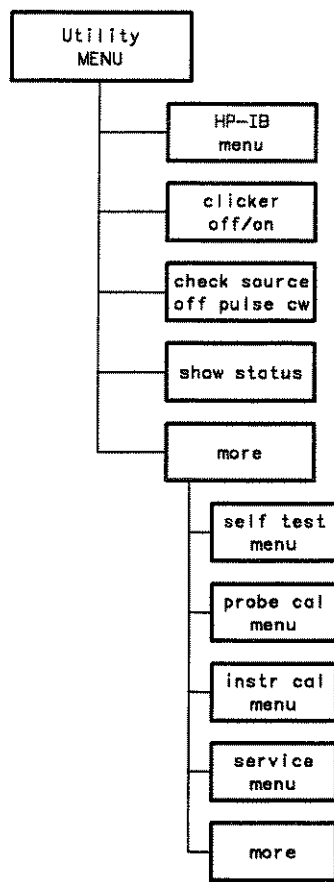 Utility
MENU
HP-IB
menu
clicker
off/on
check source
off pulse cw
show status
more
self test
menu
probe cal
menu
instr cal
menu
service
menu
more